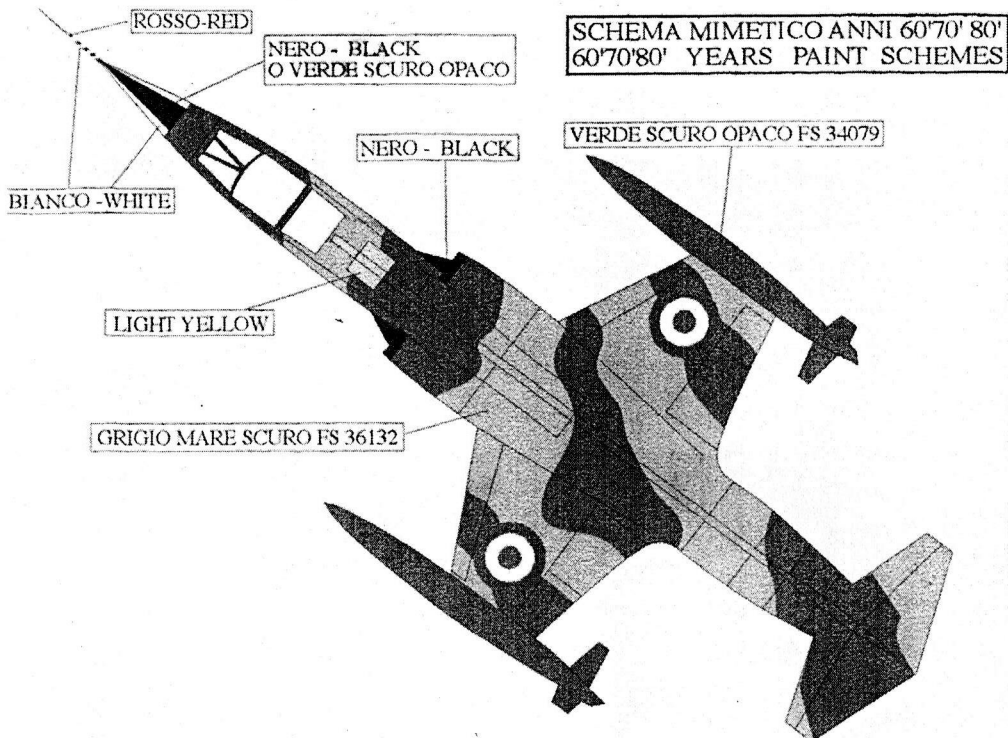 ROSSO-RED
SCHEMA MIMETICO ANNI 60'70' 80'
60'70'80' YEARS PAINT SCHEMES
NERO - BLACK
O VERDE SCURO OPACO
NERO - BLACK
VERDE SCURO OPACO FS 34079
BIANCO -WHITE
LIGHT YELLOW
GRIGIO MARE SCURO FS 36132